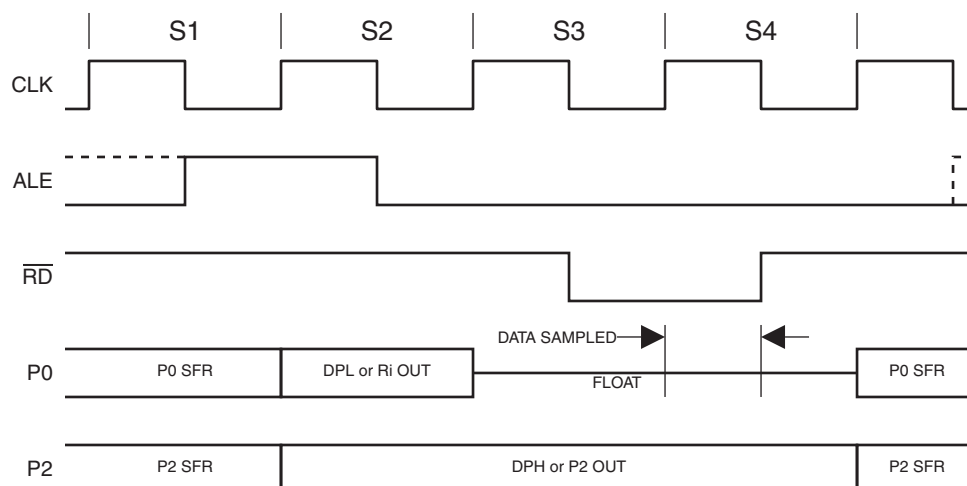 S1 S2 S3 S4
CLK
ALE
RD
DATA SAMPLED
P0 P0 SFR DPL or Ri OUT FLOAT P0 SFR
P2 P2 SFR DPH or P2 OUT P2 SFR